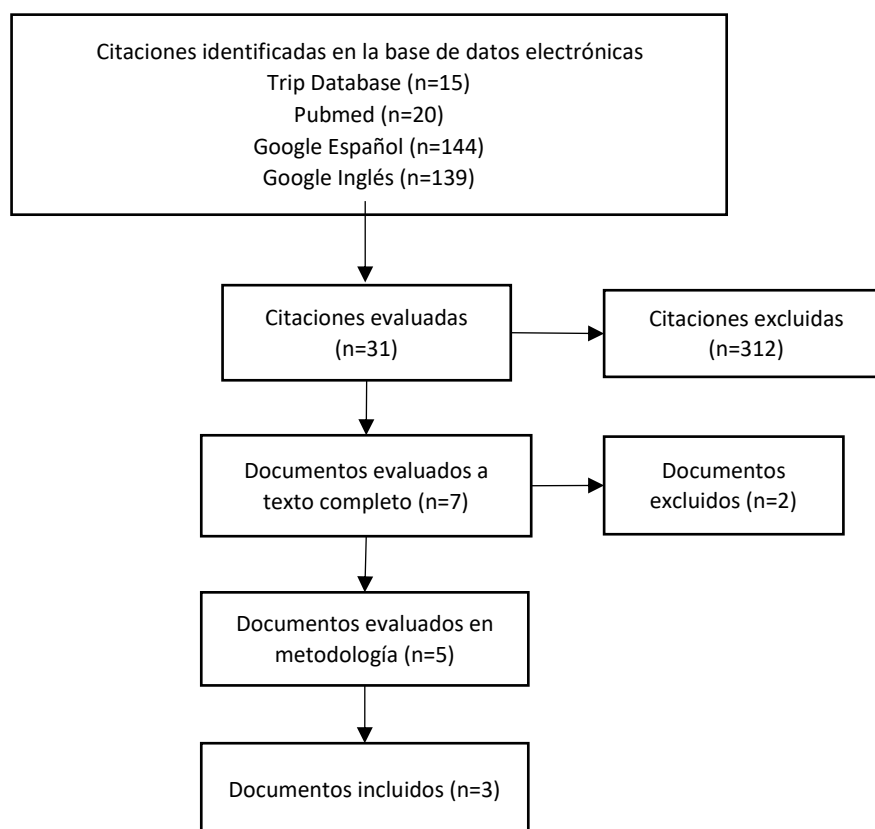 Citaciones identificadas en la base de datos electrónicas
Trip Database (n=15)
Pubmed (n=20)
Google Español (n=144)
Google Inglés (n=139)
Citaciones evaluadas
(n=31)
Citaciones excluidas
(n=312)
Documentos evaluados a
texto completo (n=7)
Documentos
excluidos (n=2)
Documentos evaluados en
metodología (n=5)
Documentos incluidos (n=3)